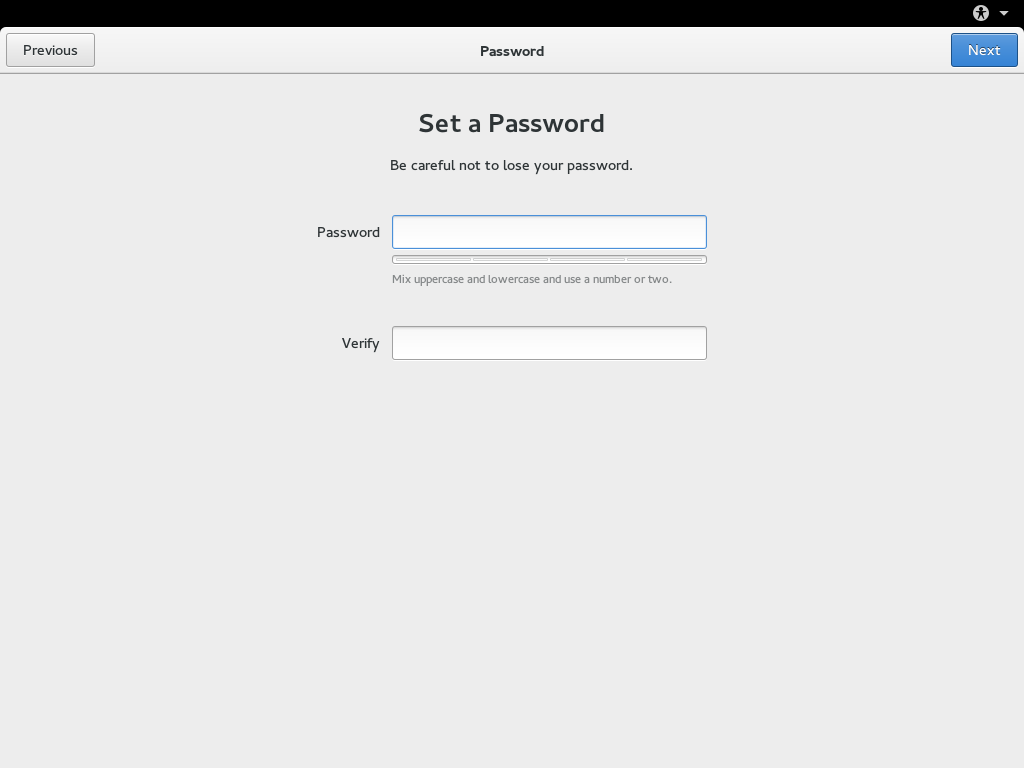 Previous
Password
Next
Set a Password
Be careful not to lose your password.
Password
Mix uppercase and lowercase and use a number or two.
Verify